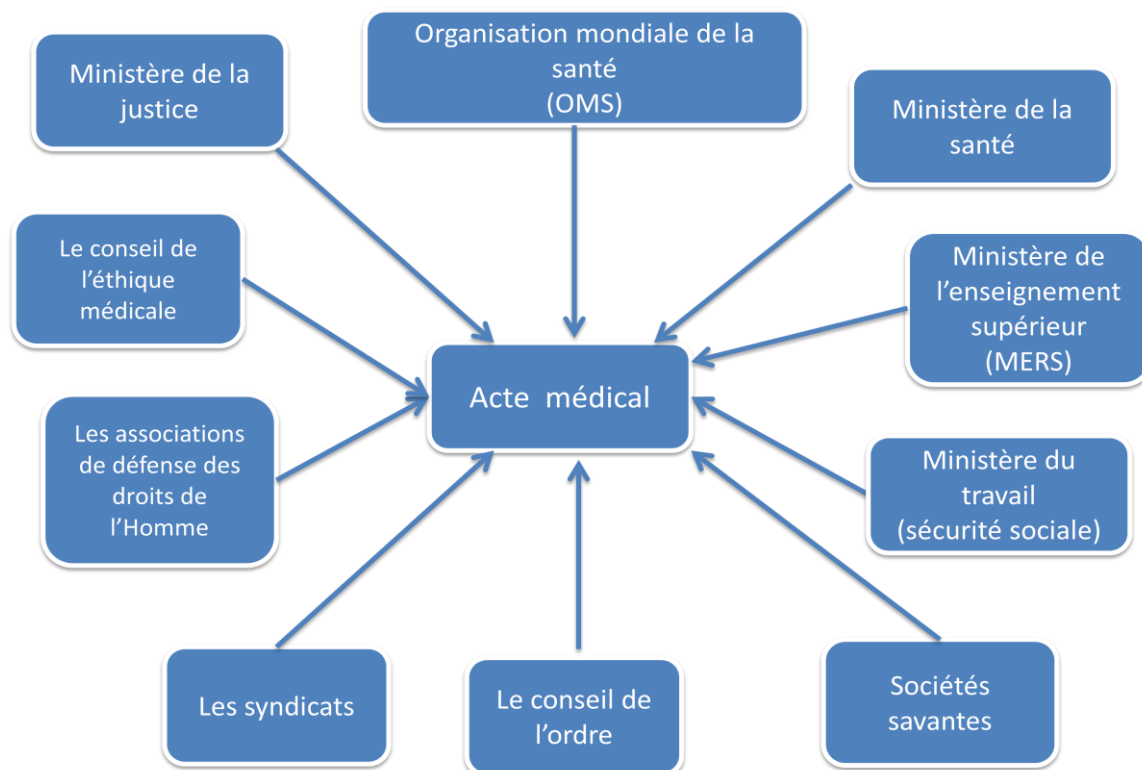 Organisation mondiale de la
santé
(OMS)
Ministère de la
justice
Ministère de la
santé
Le conseil de
l'éthique
médicale
Ministère de
l'enseignement
supérieur
(MERS)
Acte médical
Les associations
de défense des
droits de
l'Homme
Ministère du
travail
(sécurité sociale)
Les syndicats
Le conseil de
l'ordre
Sociétés
savantes